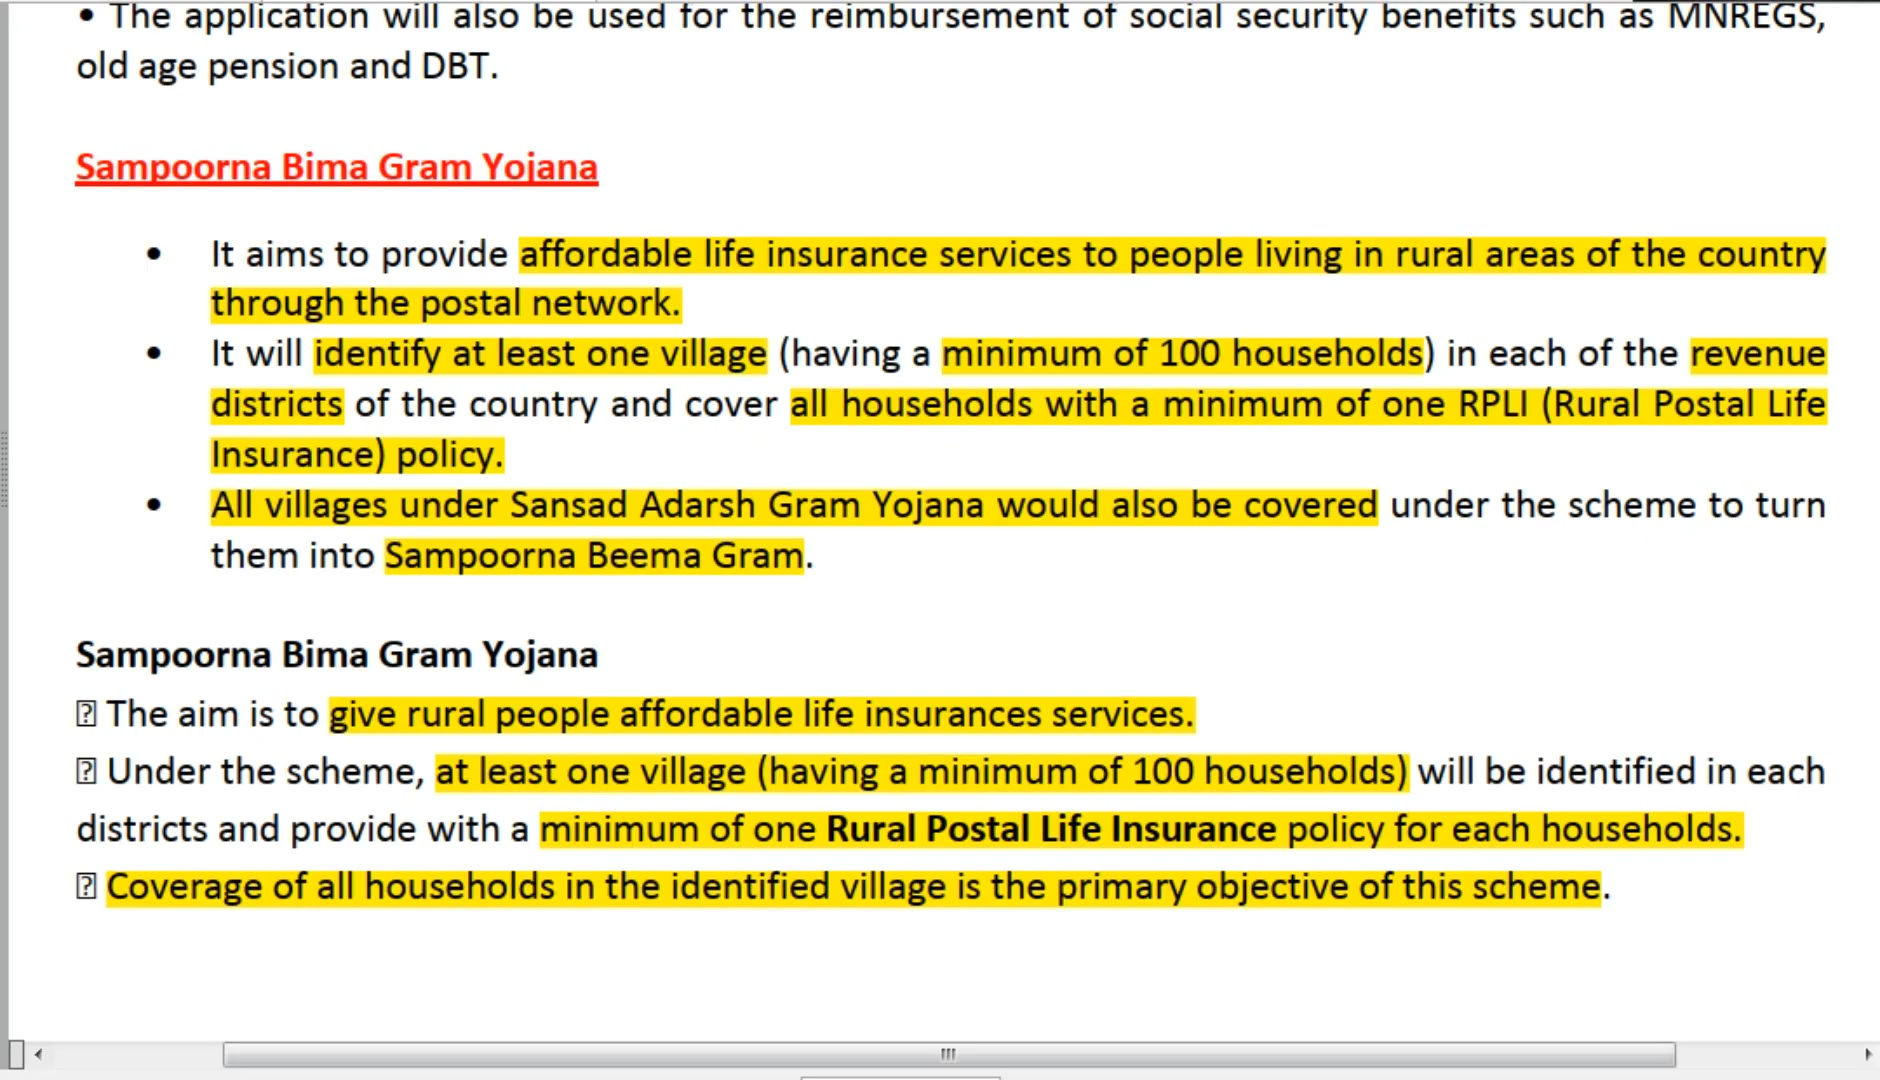 • The application will also be used for the reimbursement of social security benefits such as MNREGS,
old age pension and DBT.
Sampoorna Bima Gram Yojana
• It aims to provide affordable life insurance services to people living in rural areas of the country
through the postal network.
• It will identify at least one village (having a minimum of 100 households) in each of the revenue
districts of the country and cover all households with a minimum of one RPLI (Rural Postal Life
Insurance) policy.
• All villages under Sansad Adarsh Gram Yojana would also be covered under the scheme to turn
them into Sampoorna Beema Gram.
Sampoorna Bima Gram Yojana
⍰ The aim is to give rural people affordable life insurances services.
⍰ Under the scheme, at least one village (having a minimum of 100 households) will be identified in each
districts and provide with a minimum of one Rural Postal Life Insurance policy for each households.
⍰ Coverage of all households in the identified village is the primary objective of this scheme.